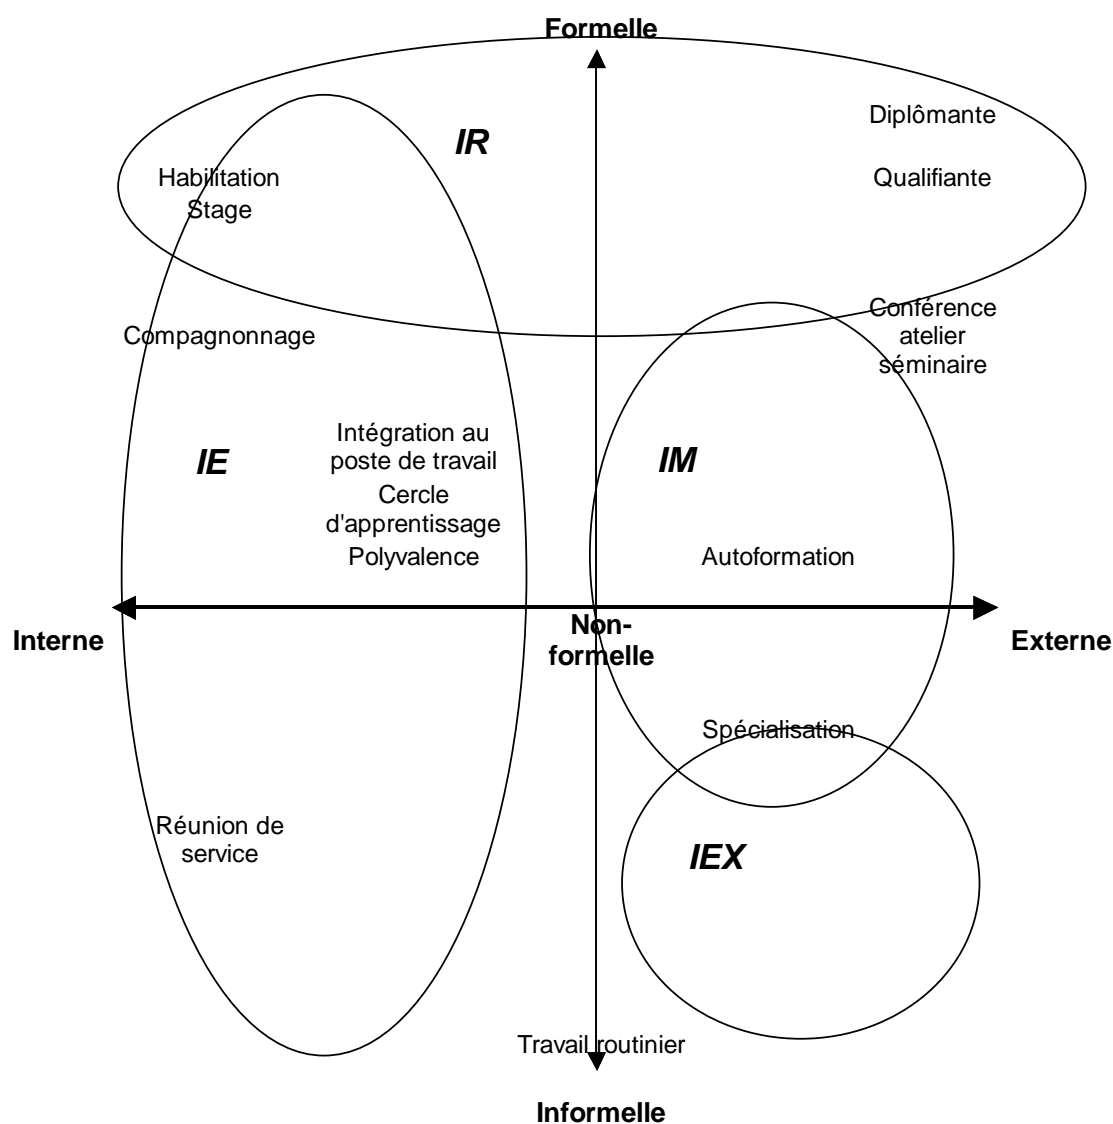 Formelle
Diplômante
IR
Habilitation
Qualifiante
Stage
Conférence
atelier
séminaire
Compagnonnage
Intégration au
poste de travail
IE
IM
Cercle
d'apprentissage
Polyvalence
Autoformation
Interne
Non-
formelle
Externe
Spécialisation
Réunion de
service
IEX
Travail routinier
Informelle